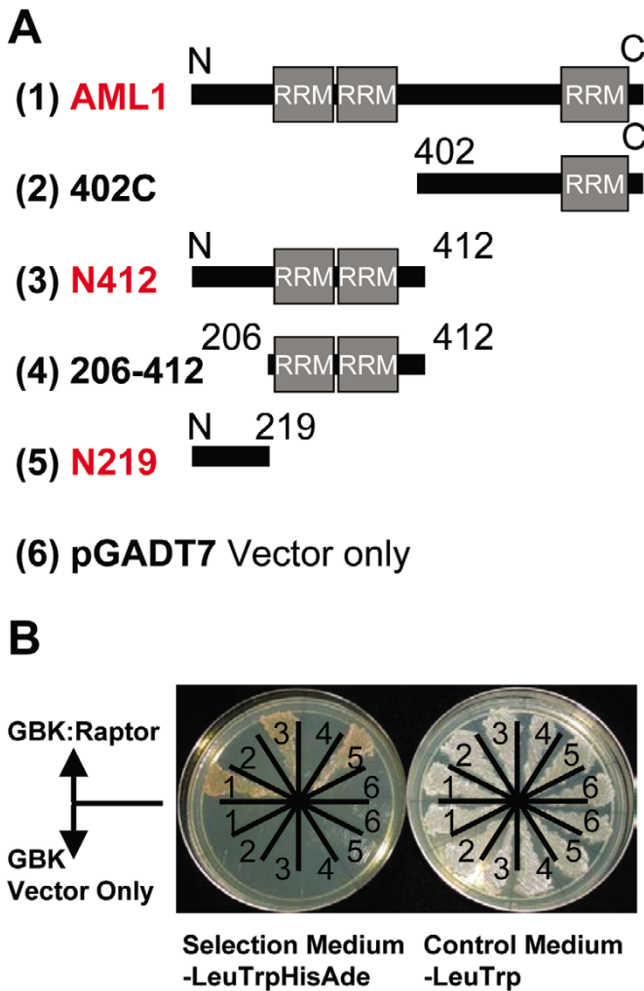 A
N
C
(1) AML1
RRM RRM RRM
C
402
(2) 402C
RRM
N
412
(3) N412
RRM RRM
206
412
(4) 206-412
RRM RRM
N 219
(5) N219
(6) pGADT7 Vector only
B
GBK:Raptor
GBK
Vector Only
1 2 3 4 5 6
1 2 3 4 5 6
1 2 3 4 5 6
1 2 3 4 5 6
Selection Medium
-LeuTrpHisAde
Control Medium
-LeuTrp